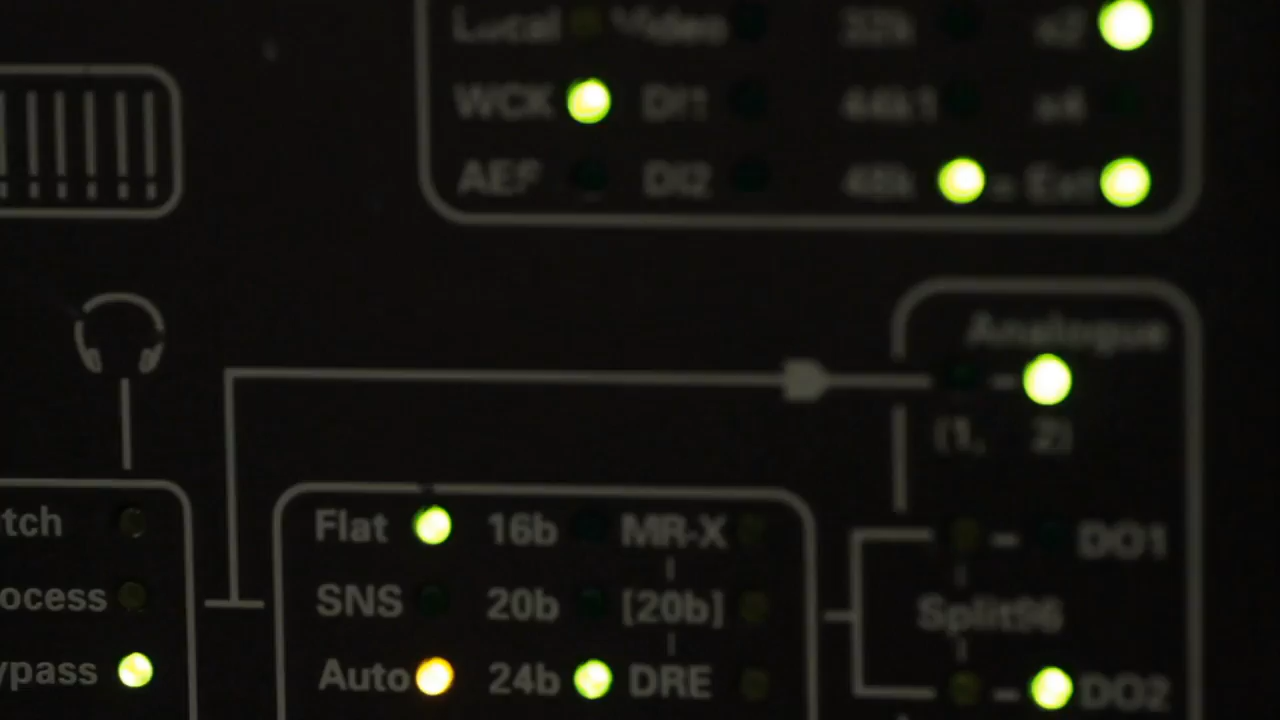 Local Video 32k x2
WCK DI1 44k1 x4
AES DI2 48k = Ext
Analogue
(1, 2)
tch
ocess
ypass
Flat 16b MR-X
SNS 20b [20b]
Auto 24b DRE
DO1
Split96
DO2